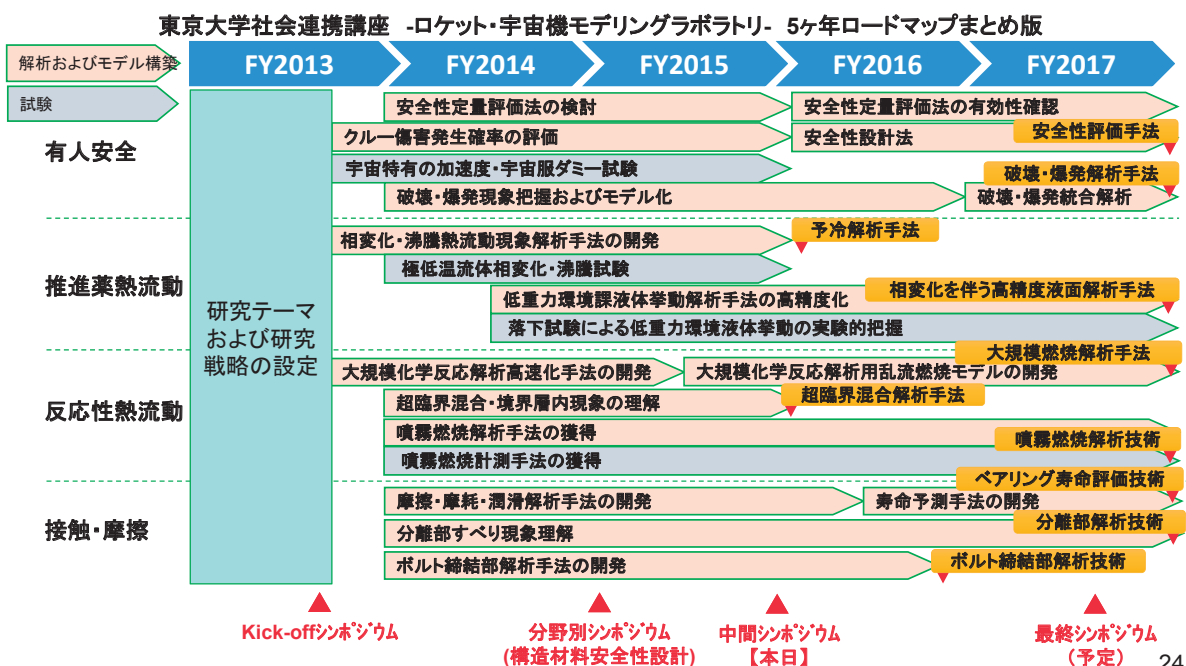 東京大学社会連携講座 -ロケット・宇宙機モデリングラボラトリ- 5ヶ年ロードマップまとめ版
解析およびモデル構築
試験
FY2013
FY2014
FY2015
FY2016
FY2017
研究テーマ
および研究
戦略の設定
有人安全
安全性定量評価法の検討
安全性定量評価法の有効性確認
クルー傷害発生確率の評価
安全性設計法
安全性評価手法
宇宙特有の加速度・宇宙服ダミー試験
破壊・爆発解析手法
破壊・爆発現象把握およびモデル化
破壊・爆発統合解析
推進薬熱流動
相変化・沸騰熱流動現象解析手法の開発
予冷解析手法
極低温流体相変化・沸騰試験
低重力環境課液体挙動解析手法の高精度化
相変化を伴う高精度液面解析手法
落下試験による低重力環境液体挙動の実験的把握
反応性熱流動
大規模燃焼解析手法
大規模化学反応解析高速化手法の開発
大規模化学反応解析用乱流燃焼モデルの開発
超臨界混合・境界層内現象の理解
超臨界混合解析手法
噴霧燃焼解析手法の獲得
噴霧燃焼解析技術
噴霧燃焼計測手法の獲得
接触・摩擦
ベアリング寿命評価技術
摩擦・摩耗・潤滑解析手法の開発
寿命予測手法の開発
分離部すべり現象理解
分離部解析技術
ボルト締結部解析手法の開発
ボルト締結部解析技術
Kick-offシンポジウム
分野別シンポジウム
(構造材料安全性設計)
中間シンポジウム
【本日】
最終シンポジウム
（予定）
24